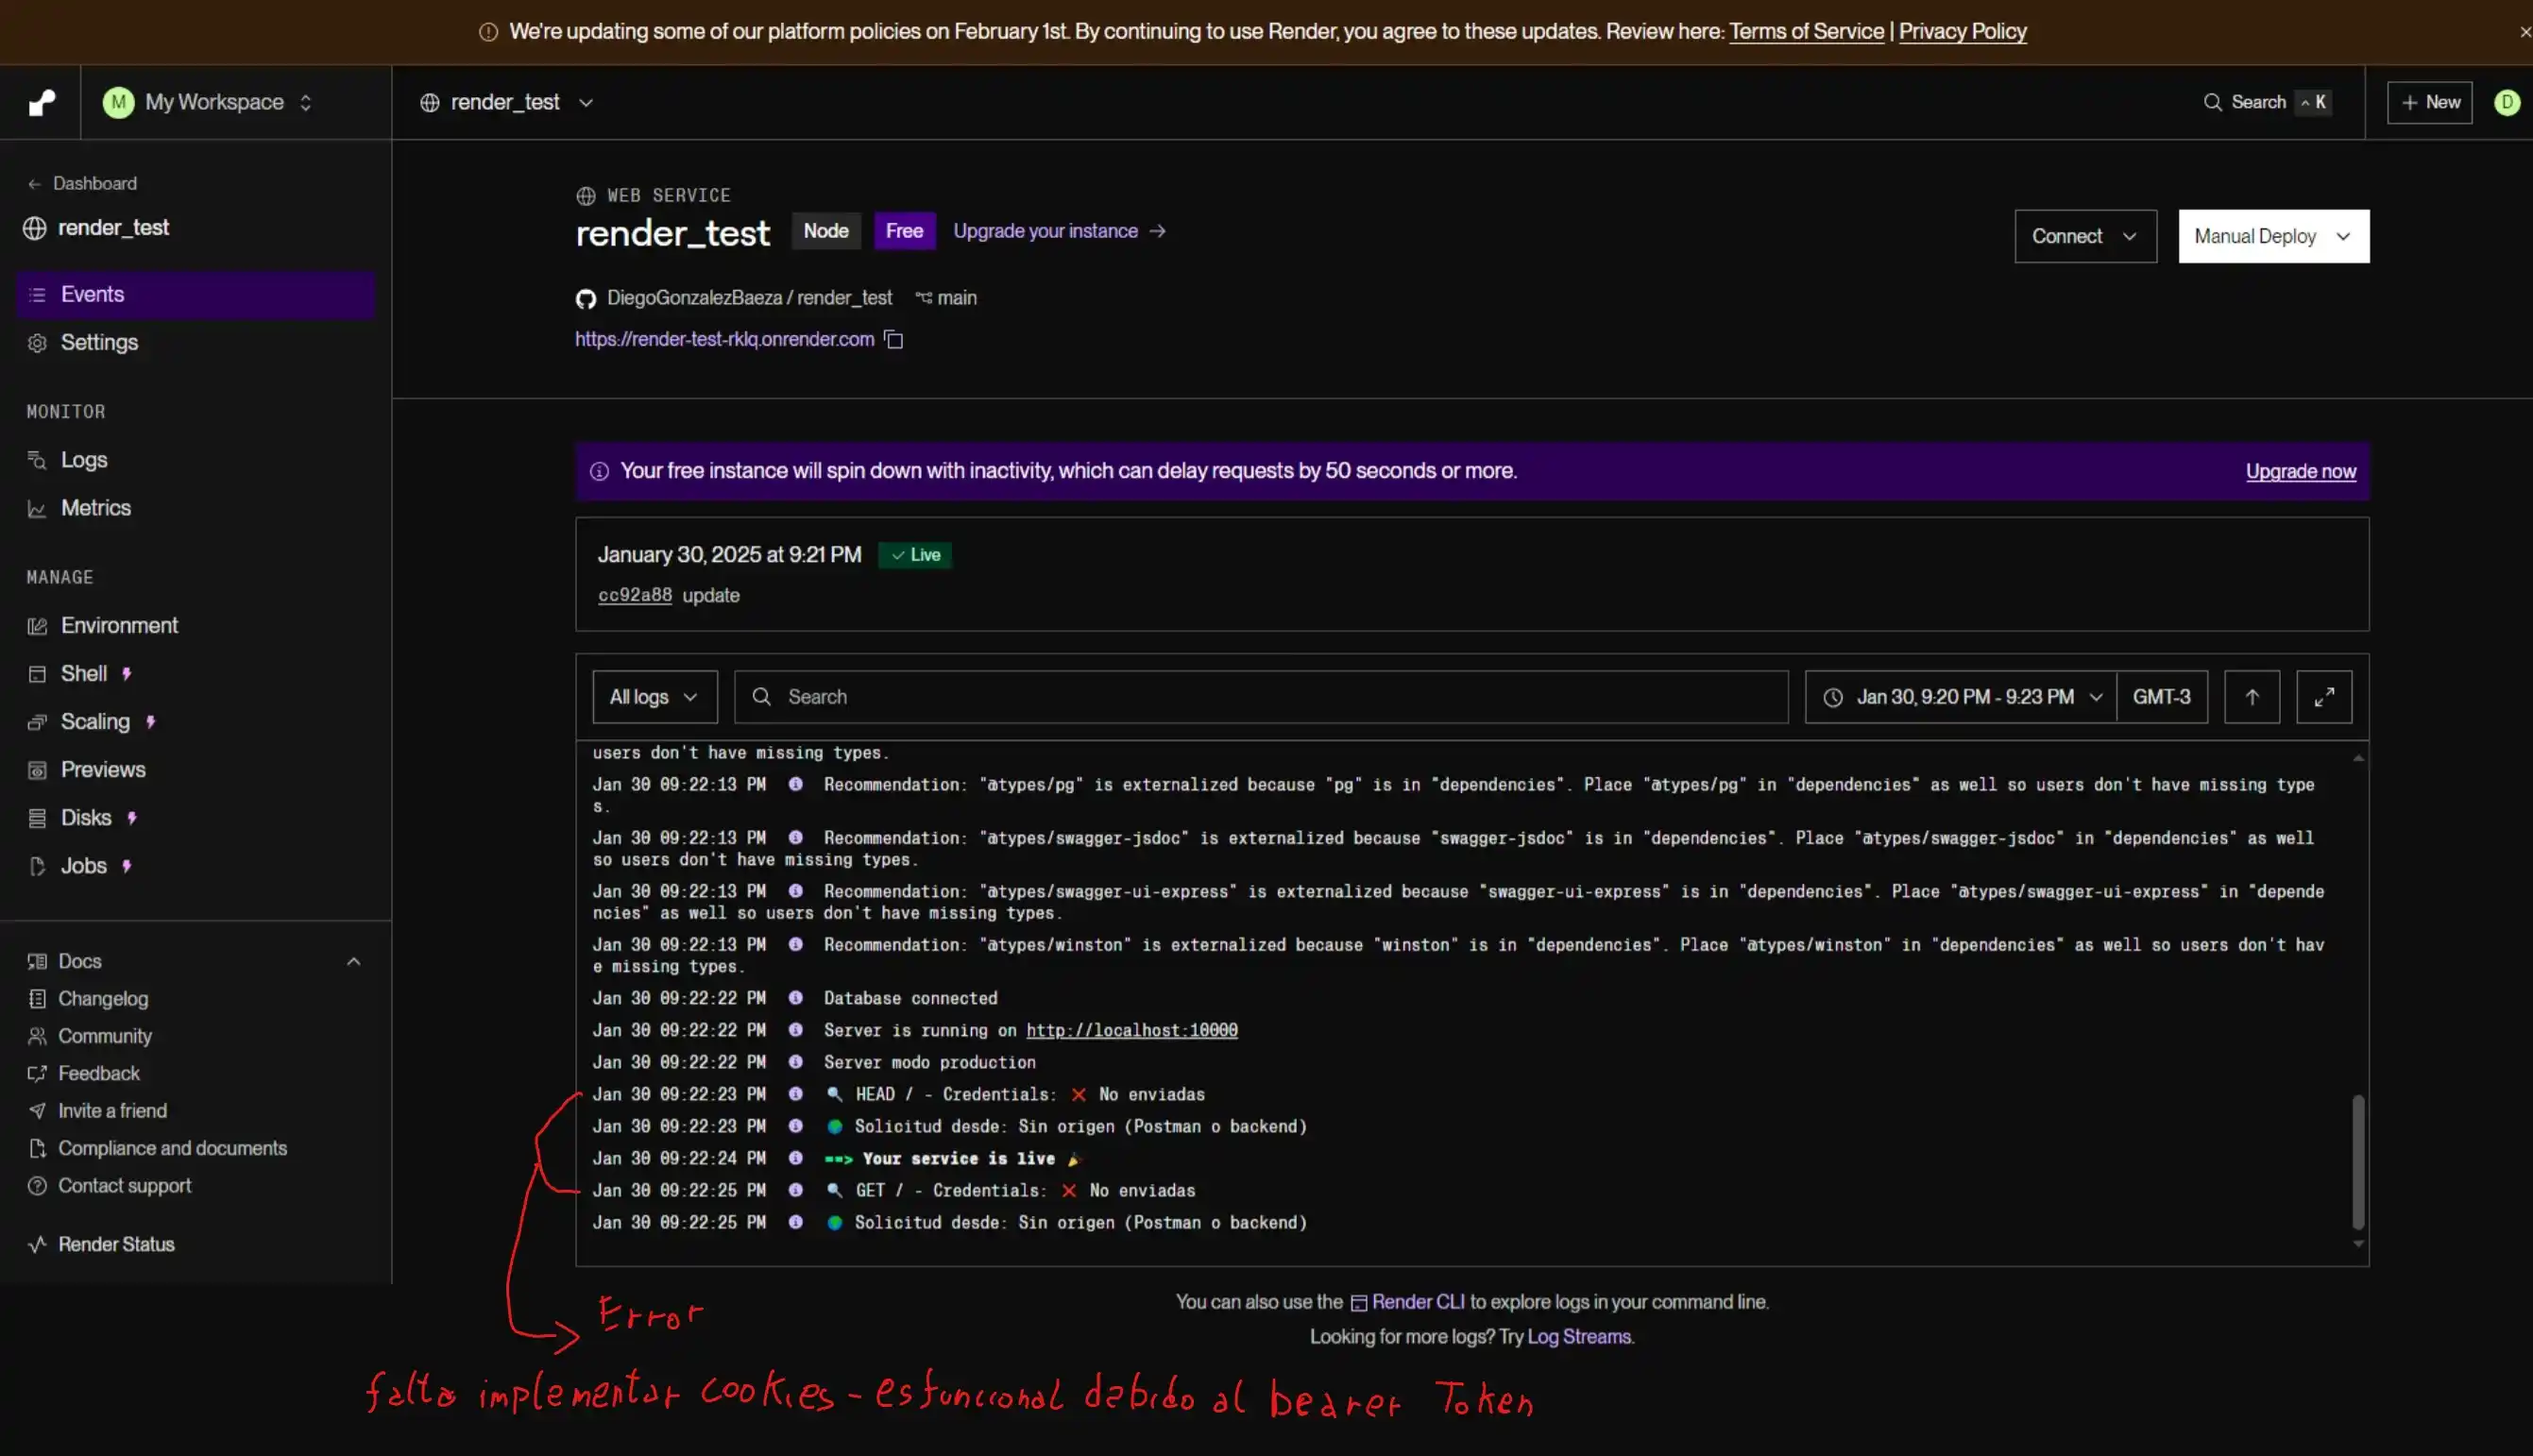 We're updating some of our platform policies on February 1st. By continuing to use Render, you agree to these updates. Review here: Terms of Service | Privacy Policy
M My Workspace
render_test
Search ^ K
+ New
D
← Dashboard
render_test
Events
Settings
MONITOR
Logs
Metrics
MANAGE
Environment
Shell
Scaling
Previews
Disks
Jobs
Docs
Changelog
Community
Feedback
Invite a friend
Compliance and documents
Contact support
Render Status
WEB SERVICE
render_test Node Free Upgrade your instance →
DiegoGonzalezBaeza / render_test main
https://render-test-rklq.onrender.com
Connect
Manual Deploy
Your free instance will spin down with inactivity, which can delay requests by 50 seconds or more.
Upgrade now
January 30, 2025 at 9:21 PM ✓ Live
cc92a88 update
All logs
Search
Jan 30, 9:20 PM - 9:23 PM
GMT-3
users don't have missing types.
Jan 30 09:22:13 PM Recommendation: "@types/pg" is externalized because "pg" is in "dependencies". Place "@types/pg" in "dependencies" as well so users don't have missing type
s.
Jan 30 09:22:13 PM Recommendation: "@types/swagger-jsdoc" is externalized because "swagger-jsdoc" is in "dependencies". Place "@types/swagger-jsdoc" in "dependencies" as well
so users don't have missing types.
Jan 30 09:22:13 PM Recommendation: "@types/swagger-ui-express" is externalized because "swagger-ui-express" is in "dependencies". Place "@types/swagger-ui-express" in "depende
ncies" as well so users don't have missing types.
Jan 30 09:22:13 PM Recommendation: "@types/winston" is externalized because "winston" is in "dependencies". Place "@types/winston" in "dependencies" as well so users don't hav
e missing types.
Jan 30 09:22:22 PM Database connected
Jan 30 09:22:22 PM Server is running on http://localhost:10000
Jan 30 09:22:22 PM Server modo production
Jan 30 09:22:23 PM 🔍 HEAD / - Credentials: ❌ No enviadas
Jan 30 09:22:23 PM 🌍 Solicitud desde: Sin origen (Postman o backend)
Jan 30 09:22:24 PM ==> Your service is live 🎉
Jan 30 09:22:25 PM 🔍 GET / - Credentials: ❌ No enviadas
Jan 30 09:22:25 PM 🌍 Solicitud desde: Sin origen (Postman o backend)
You can also use the Render CLI to explore logs in your command line.
Looking for more logs? Try Log Streams.
Error
falta implementar cookies - es funcional debido al bearer Token